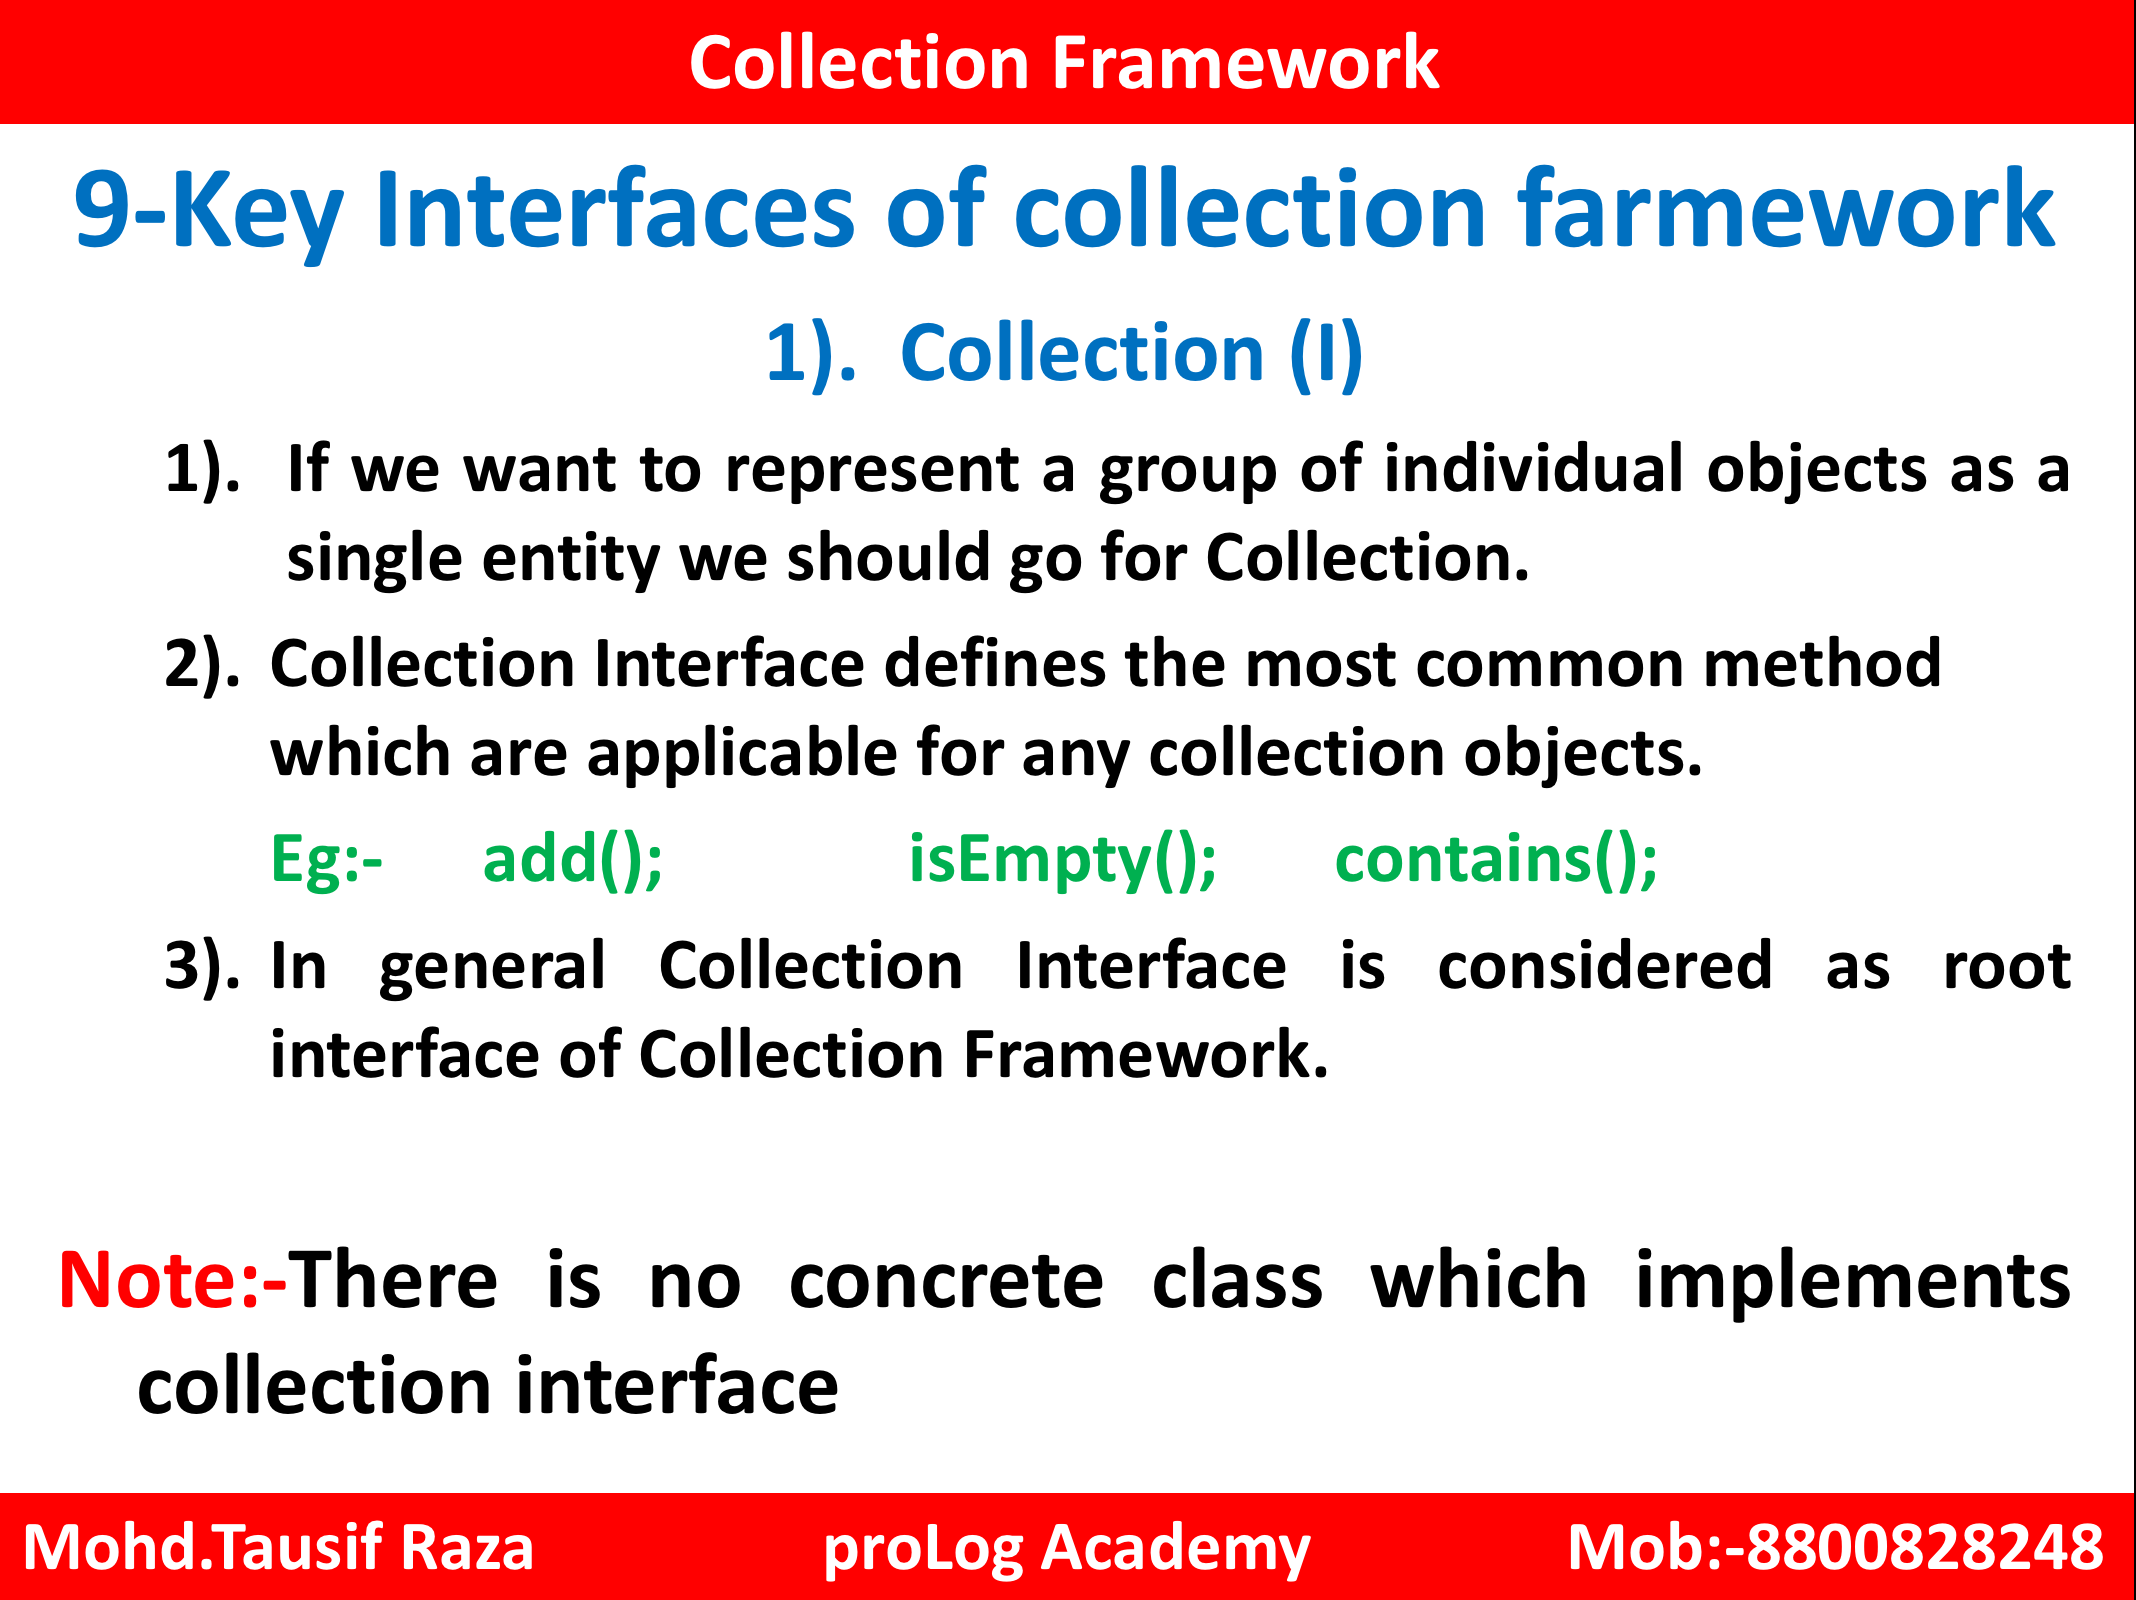 Collection Framework
9-Key Interfaces of collection farmework
1). Collection (I)
1). If we want to represent a group of individual objects as a
single entity we should go for Collection.
2). Collection Interface defines the most common method
which are applicable for any collection objects.
Eg:- add(); isEmpty(); contains();
3). In general Collection Interface is considered as root
interface of Collection Framework.
Note:-There is no concrete class which implements
collection interface
Mohd.Tausif Raza proLog Academy Mob:-8800828248